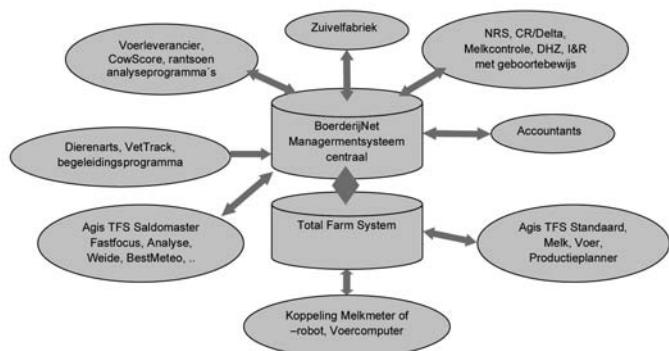 Zuivelfabriek
Voerleverancier,
CowScore, rantsoen
analyseprogramma´s
NRS, CR/Delta,
Melkcontrole, DHZ, I&R
met geboortebewijs
BoerderijNet
Managermentsysteem
centraal
Accountants
Dierenarts, VetTrack,
begeleidingsprogramma
Agis TFS Saldomaster
Fastfocus, Analyse,
Weide, BestMeteo, ..
Total Farm System
Agis TFS Standaard,
Melk, Voer,
Productieplanner
Koppeling Melkmeter of
–robot, Voercomputer